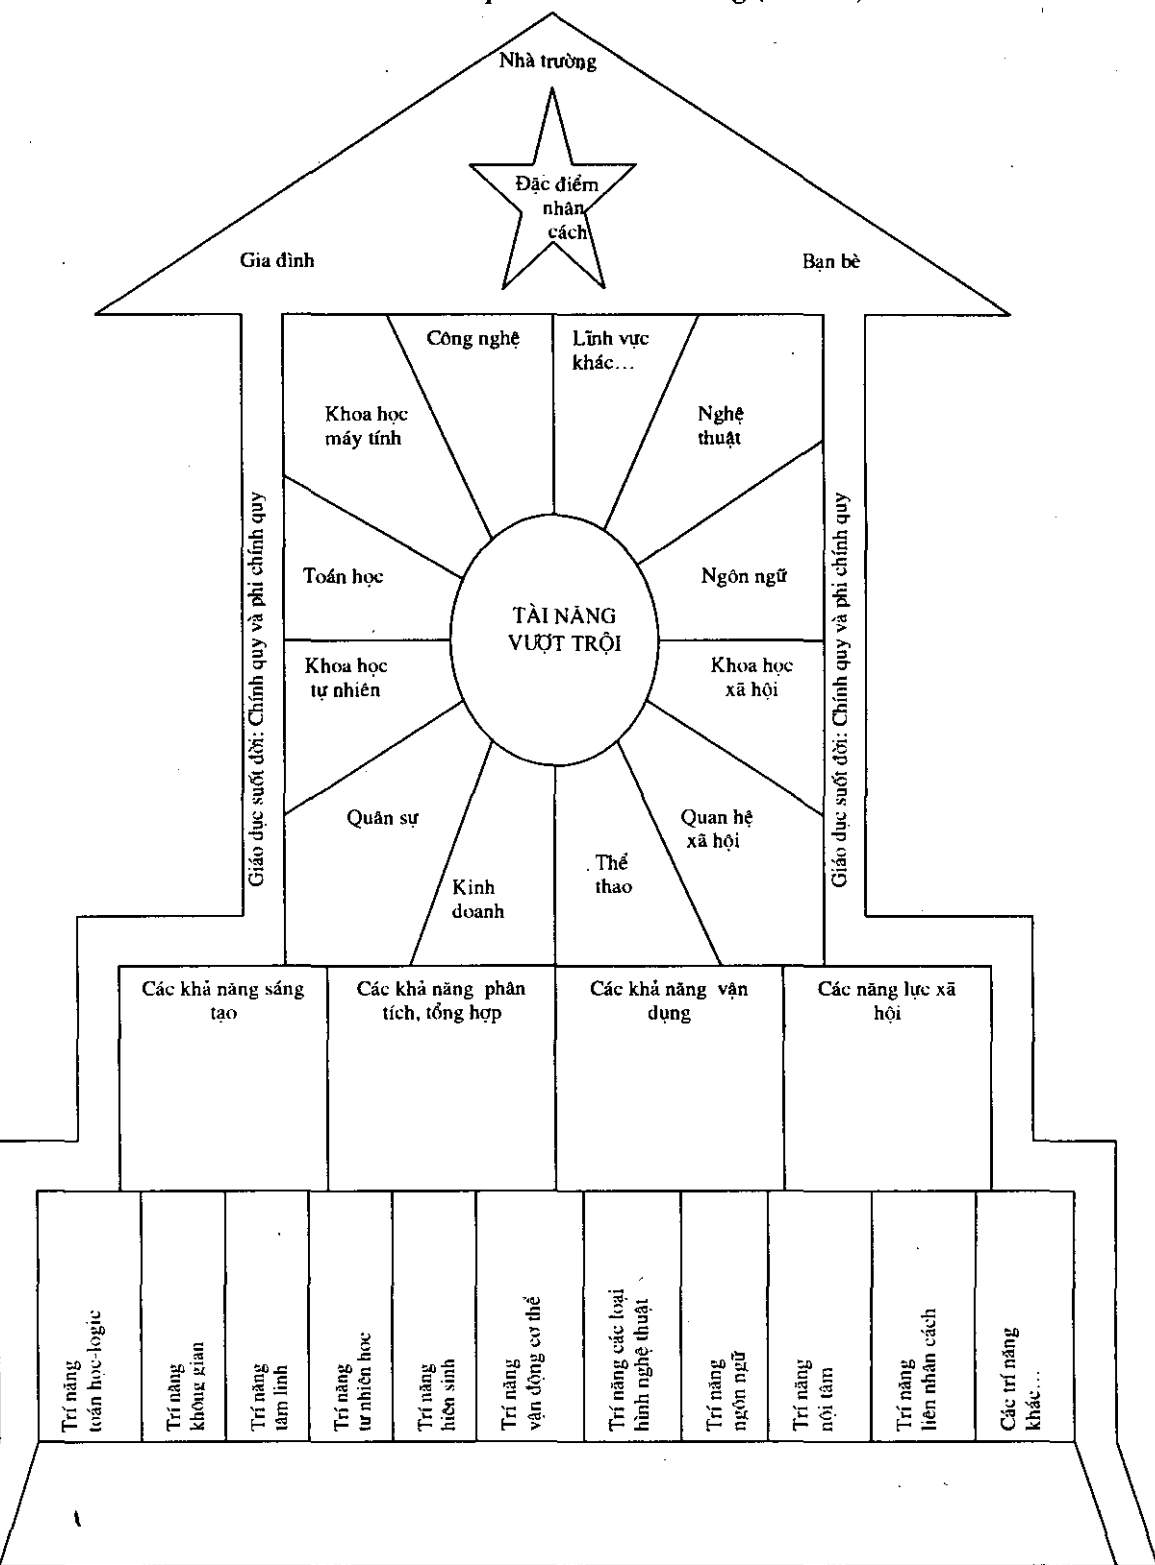 Nhà trường
Đặc điểm
nhân
cách
Gia đình
Bạn bè
Công nghệ
Lĩnh vực
khác...
Khoa học
máy tính
Nghệ
thuật
Toán học
Ngôn ngữ
TÀI NĂNG
VƯỢT TRỘI
Khoa học
tự nhiên
Khoa học
xã hội
Quân sự
Quan hệ
xã hội
Kinh
doanh
Thể
thao
Giáo dục suốt đời: Chính quy và phi chính quy
Giáo dục suốt đời: Chính quy và phi chính quy
Các khả năng sáng
tạo
Các khả năng phân
tích, tổng hợp
Các khả năng vận
dụng
Các năng lực xã
hội
Trí năng
toán học-logic
Trí năng
không gian
Trí năng
tâm linh
Trí năng
tự nhiên học
Trí năng
hiện sinh
Trí năng
vận động cơ thể
Trí năng các loại
hình nghệ thuật
Trí năng
ngôn ngữ
Trí năng
nội tâm
Trí năng
liên nhân cách
Các trí năng
khác...